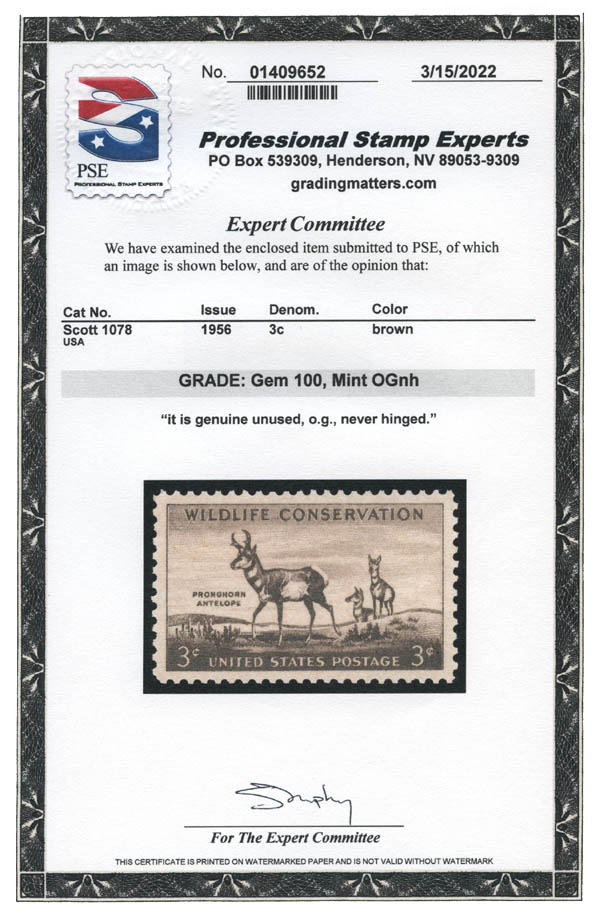 No. 01409652 3/15/2022
PSE
PROFESSIONAL STAMP EXPERTS
Professional Stamp Experts
PO Box 539309, Henderson, NV 89053-9309
gradingmatters.com
Expert Committee
We have examined the enclosed item submitted to PSE, of which
an image is shown below, and are of the opinion that:
Cat No. Issue Denom. Color
Scott 1078 1956 3c brown
USA
GRADE: Gem 100, Mint OGnh
“it is genuine unused, o.g., never hinged.”
WILDLIFE CONSERVATION
PRONGHORN
ANTELOPE
3¢ UNITED STATES POSTAGE 3¢
For The Expert Committee
THIS CERTIFICATE IS PRINTED ON WATERMARKED PAPER AND IS NOT VALID WITHOUT WATERMARK